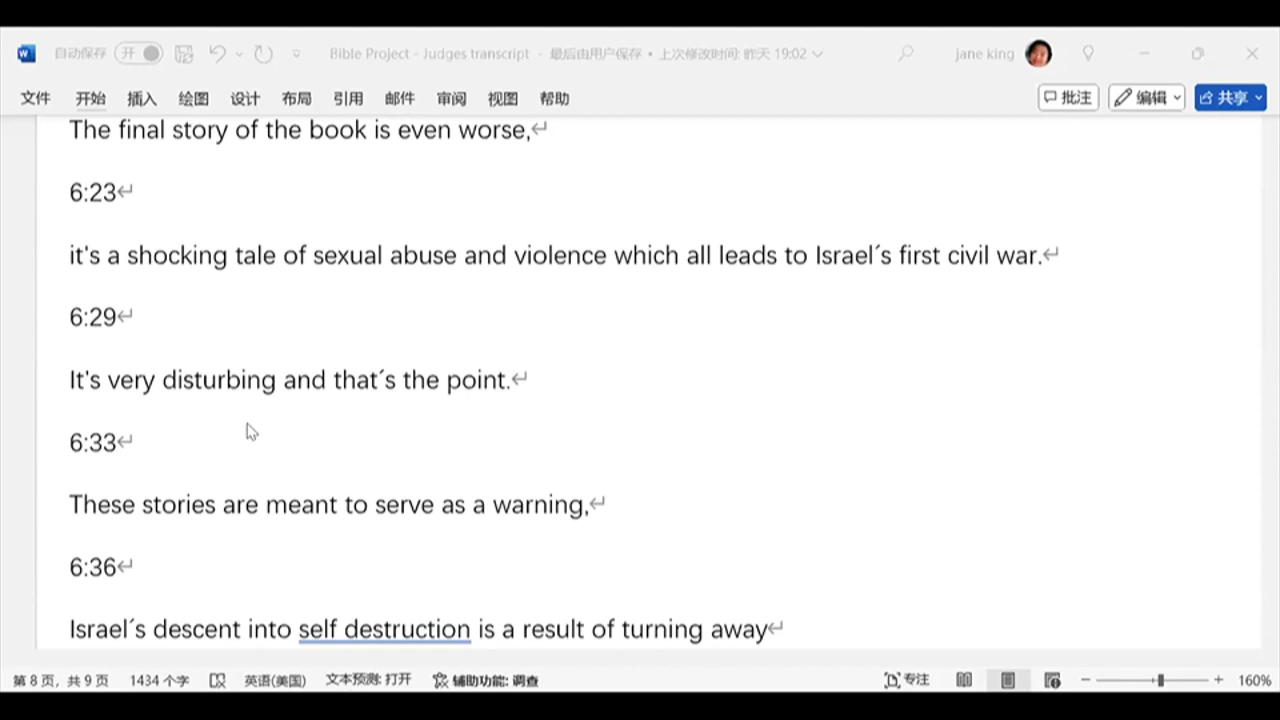 自动保存 开 Bible Project - Judges transcript - 最后由用户保存 • 上次修改时间: 昨天 19:02 jane king
文件 开始 插入 绘图 设计 布局 引用 邮件 审阅 视图 帮助 批注 编辑 共享
The final story of the book is even worse,↵
6:23↵
it's a shocking tale of sexual abuse and violence which all leads to Israel´s first civil war.↵
6:29↵
It's very disturbing and that´s the point.↵
6:33↵
These stories are meant to serve as a warning,↵
6:36↵
Israel´s descent into self destruction is a result of turning away↵
第 8 页，共 9 页 1434 个字 英语(美国) 文本预测: 打开 辅助功能: 调查 专注 160%